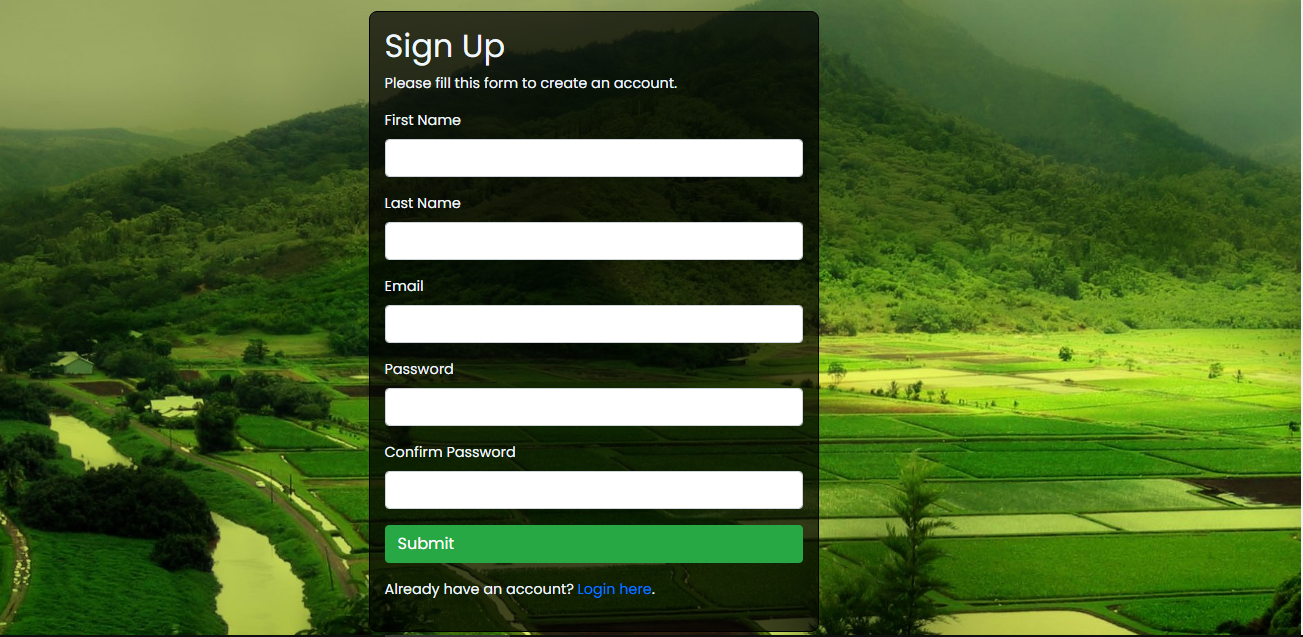 Sign Up
Please fill this form to create an account.
First Name
Last Name
Email
Password
Confirm Password
Submit
Already have an account? Login here.